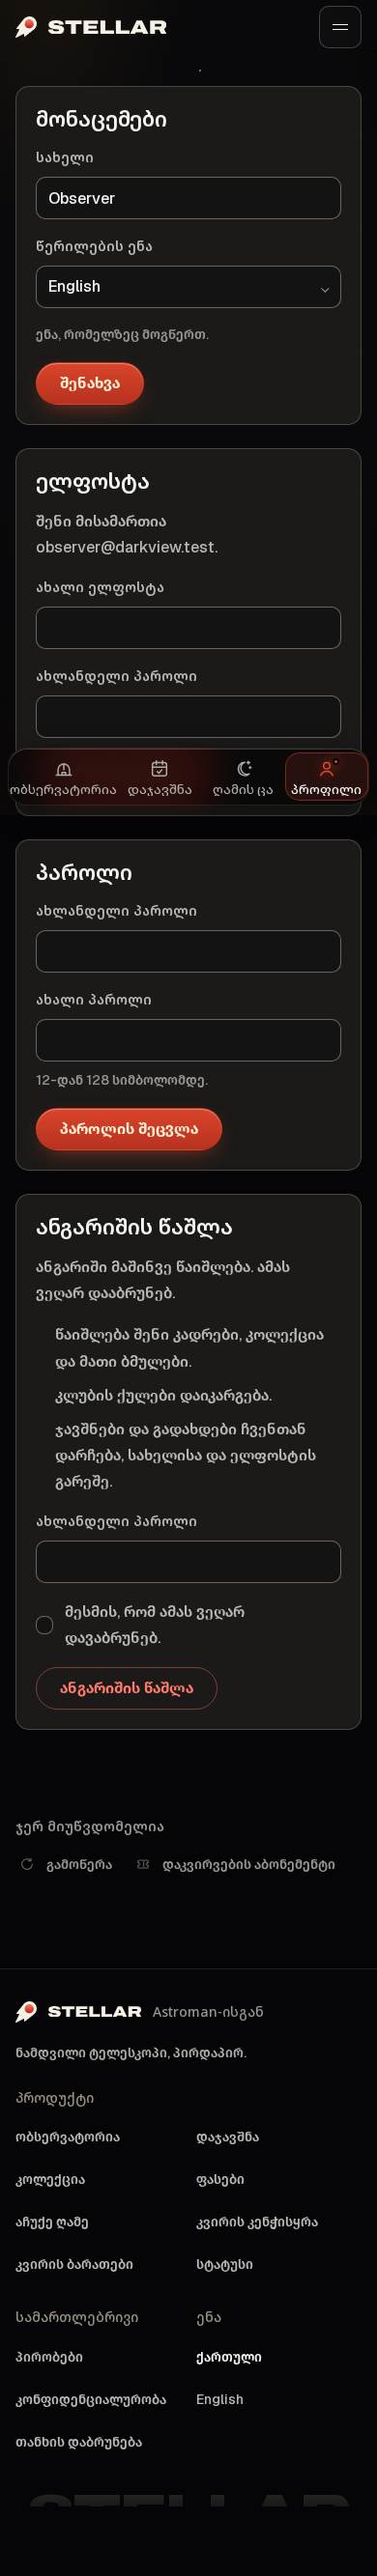 STELLAR
მონაცემები
სახელი
Observer
წერილების ენა
English
ენა, რომელზეც მოგწერთ.
შენახვა
ელფოსტა
შენი მისამართია
observer@darkview.test.
ახალი ელფოსტა
ახლანდელი პაროლი
ობსერვატორია
დაჯავშნა
ღამის ცა
პროფილი
პაროლი
ახლანდელი პაროლი
ახალი პაროლი
12-დან 128 სიმბოლომდე.
პაროლის შეცვლა
ანგარიშის წაშლა
ანგარიში მაშინვე წაიშლება. ამას
ვეღარ დააბრუნებ.
წაიშლება შენი კადრები, კოლექცია
და მათი ბმულები.
კლუბის ქულები დაიკარგება.
ჯავშნები და გადახდები ჩვენთან
დარჩება, სახელისა და ელფოსტის
გარეშე.
ახლანდელი პაროლი
მესმის, რომ ამას ვეღარ
დავაბრუნებ.
ანგარიშის წაშლა
ჯერ მიუწვდომელია
გამოწერა
დაკვირვების აბონემენტი
STELLAR Astroman-ისგან
ნამდვილი ტელესკოპი, პირდაპირ.
პროდუქტი
ობსერვატორია
დაჯავშნა
კოლექცია
ფასები
აჩუქე ღამე
კვირის კენჭისყრა
კვირის ბარათები
სტატუსი
სამართლებრივი
ენა
პირობები
ქართული
კონფიდენციალურობა
English
თანხის დაბრუნება
STELLAR